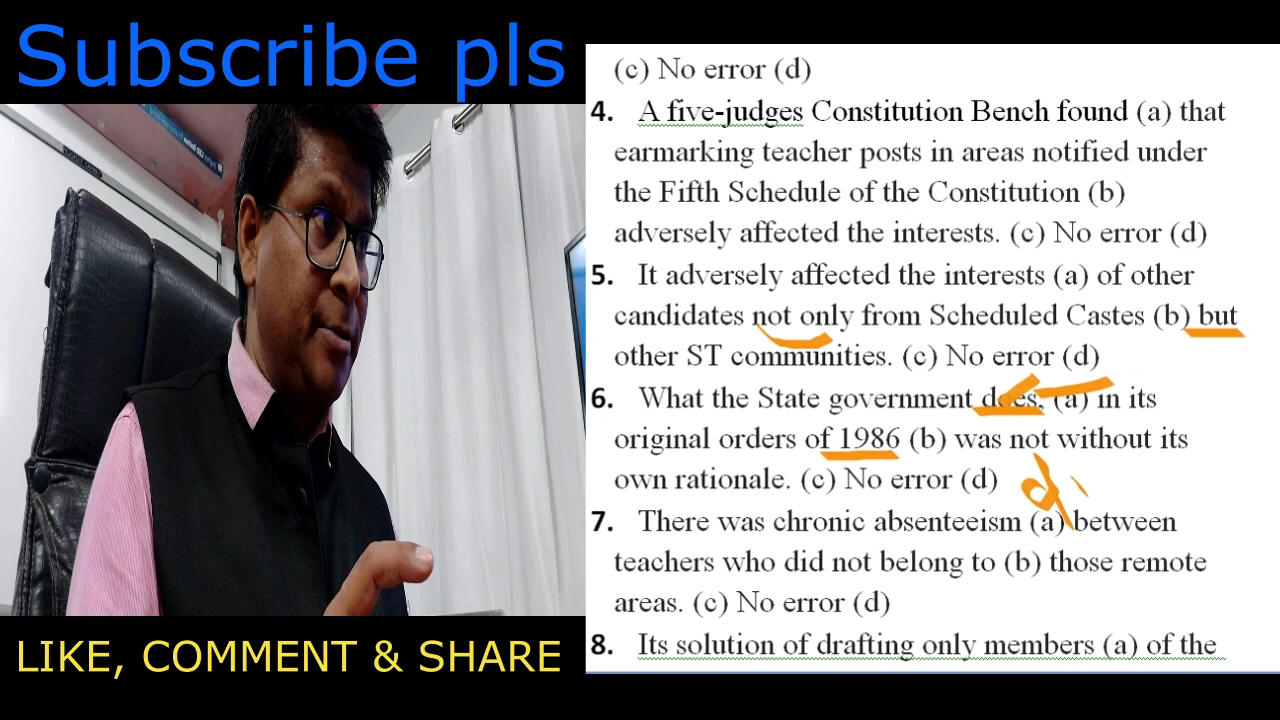 Subscribe pls
(c) No error (d)
4. A five-judges Constitution Bench found (a) that
earmarking teacher posts in areas notified under
the Fifth Schedule of the Constitution (b)
adversely affected the interests. (c) No error (d)
5. It adversely affected the interests (a) of other
candidates not only from Scheduled Castes (b) but
other ST communities. (c) No error (d)
6. What the State government does, (a) in its
original orders of 1986 (b) was not without its
own rationale. (c) No error (d)
7. There was chronic absenteeism (a) between
teachers who did not belong to (b) those remote
areas. (c) No error (d)
8. Its solution of drafting only members (a) of the
LIKE, COMMENT & SHARE